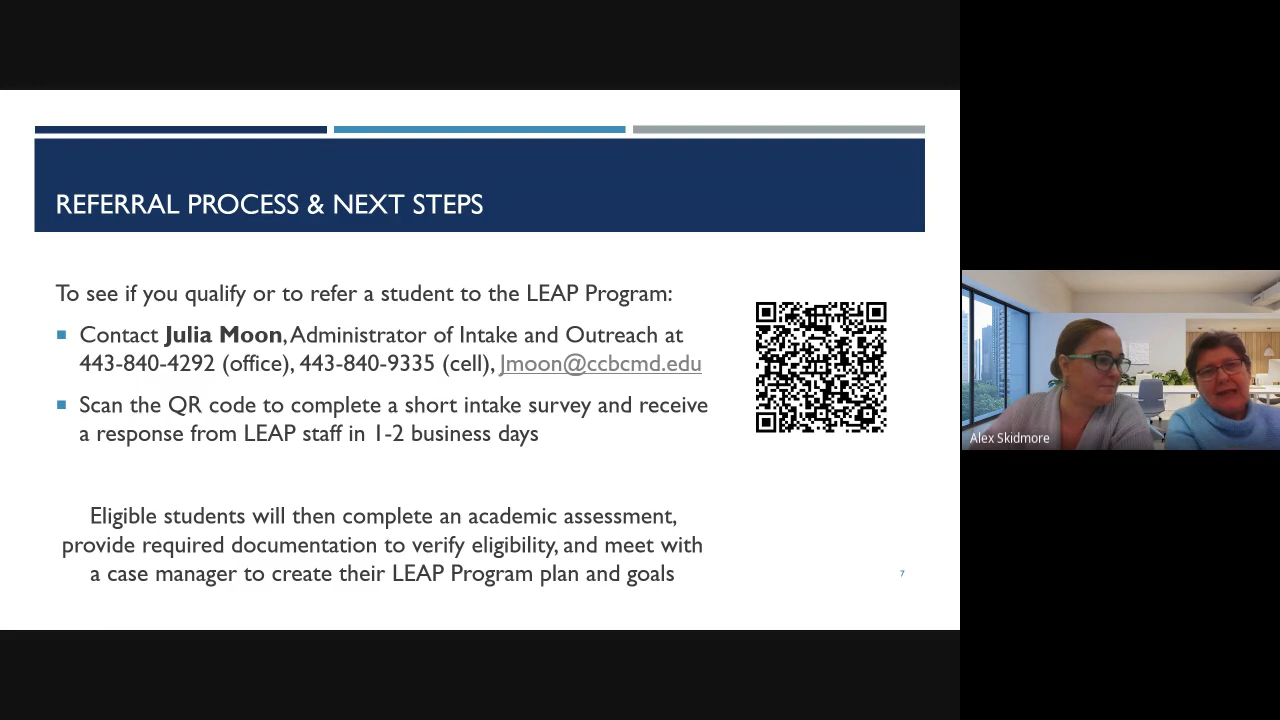 REFERRAL PROCESS & NEXT STEPS
To see if you qualify or to refer a student to the LEAP Program:
Contact Julia Moon, Administrator of Intake and Outreach at
443-840-4292 (office), 443-840-9335 (cell), Jmoon@ccbcmd.edu
Scan the QR code to complete a short intake survey and receive
a response from LEAP staff in 1-2 business days
Eligible students will then complete an academic assessment,
provide required documentation to verify eligibility, and meet with
a case manager to create their LEAP Program plan and goals
7
Alex Skidmore